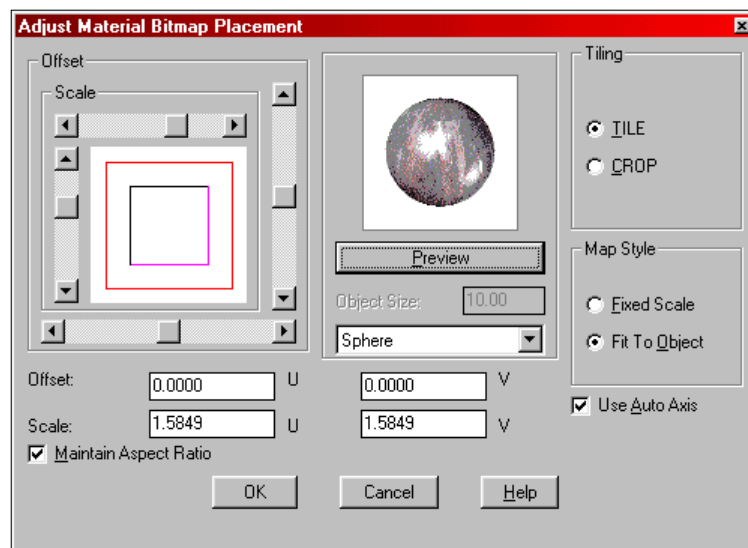 Adjust Material Bitmap Placement
Offset
Scale
Preview
Object Size: 10.00
Sphere
Tiling
TILE
CROP
Map Style
Fixed Scale
Fit To Object
Use Auto Axis
Offset: 0.0000 U 0.0000 V
Scale: 1.5849 U 1.5849 V
Maintain Aspect Ratio
OK Cancel Help